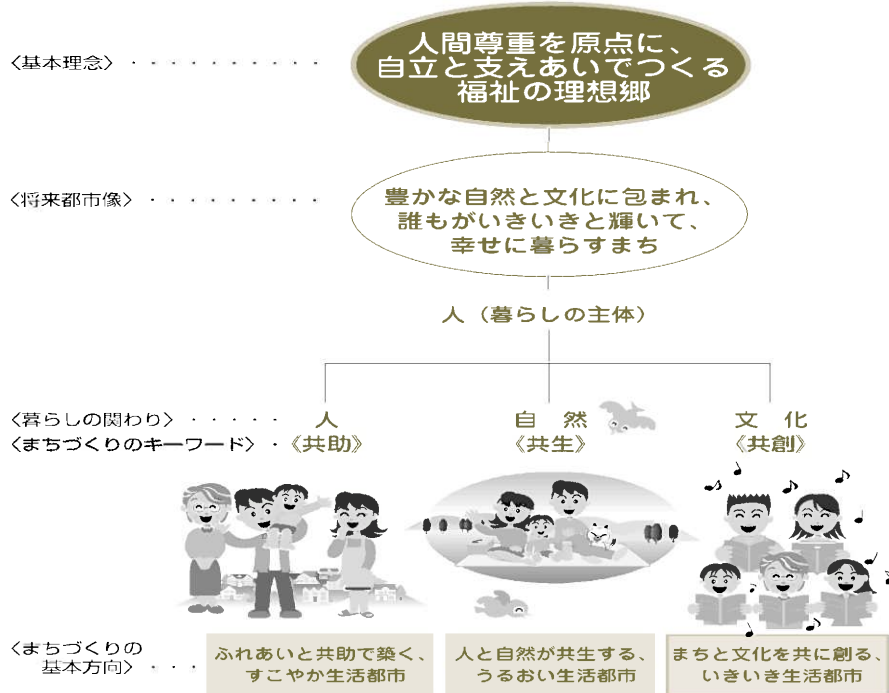 〈基本理念〉・・・・・・・・・・
人間尊重を原点に、
自立と支えあいでつくる
福祉の理想郷
〈将来都市像〉・・・・・・・・・
豊かな自然と文化に包まれ、
誰もがいきいきと輝いて、
幸せに暮らすまち
人（暮らしの主体）
〈暮らしの関わり〉・・・・・ 人 自 然 文 化
〈まちづくりのキーワード〉・《共助》 《共生》 《共創》
〈まちづくりの
基本方向〉・・・
ふれあいと共助で築く、
すこやか生活都市
人と自然が共生する、
うるおい生活都市
まちと文化を共に創る、
いきいき生活都市